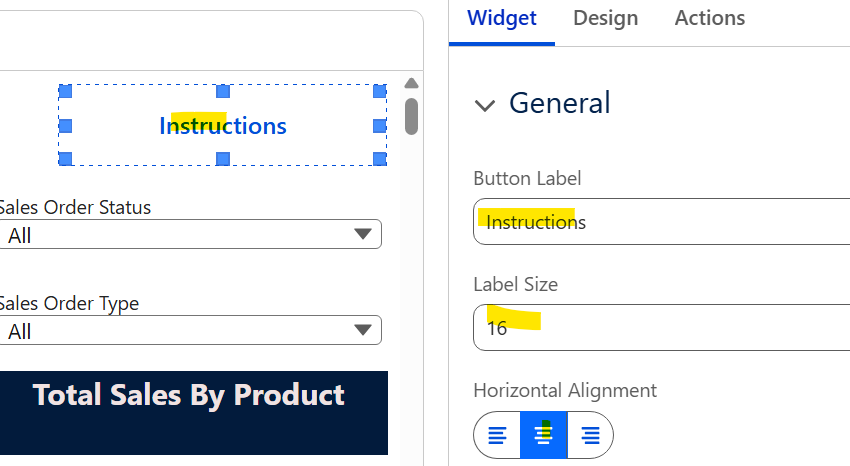 Widget Design Actions
General
Instructions
Button Label
Instructions
Sales Order Status
All
Label Size
16
Sales Order Type
All
Horizontal Alignment
Total Sales By Product